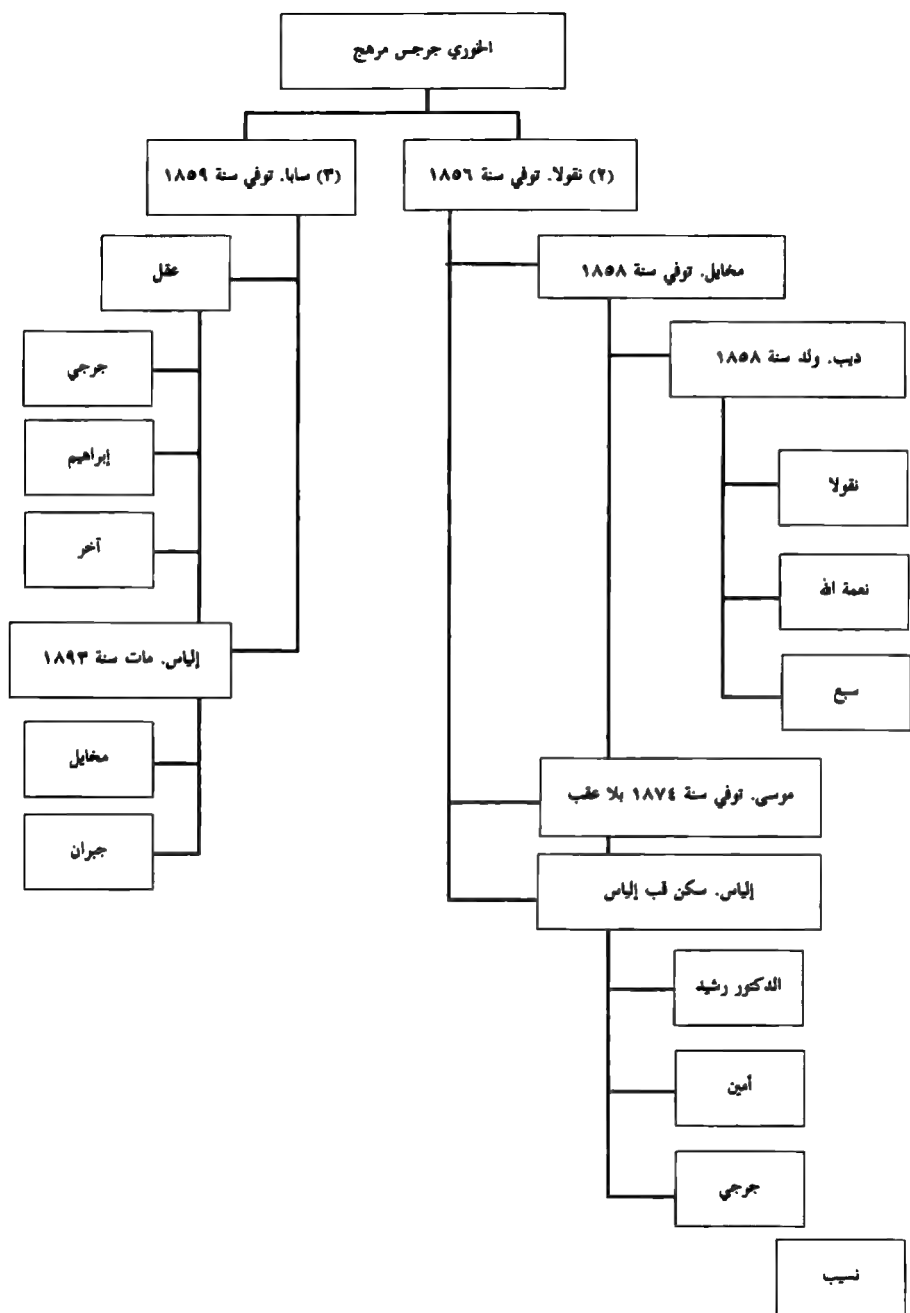 الخوري جرجس مرهج
(٢) نقولا. توفي سنة ١٨٥٦
(٣) سابا. توفي سنة ١٨٥٩
مخايل. توفي سنة ١٨٥٨
ديب. ولد سنة ١٨٥٨
نقولا
نعمة الله
سبع
موسى. توفي سنة ١٨٧٤ بلا عقب
إلياس. سكن قب إلياس
الدكتور رشيد
أمين
جرجي
نسيب
عقل
جرجي
إبراهيم
آخر
إلياس. مات سنة ١٨٩٣
مخايل
جبران